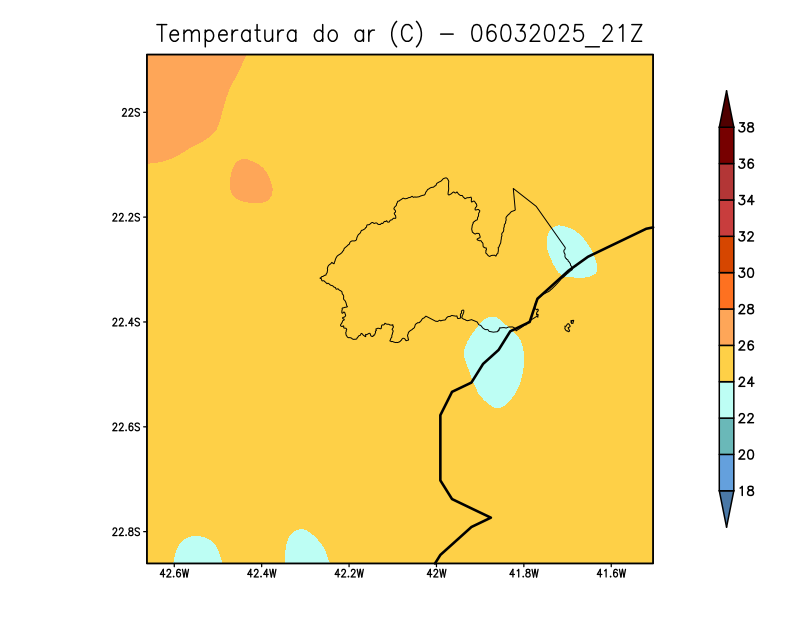 Temperatura do ar (C) - 06032025_21Z
22S
22.2S
22.4S
22.6S
22.8S
42.6W
42.4W
42.2W
42W
41.8W
41.6W
38
36
34
32
30
28
26
24
22
20
18